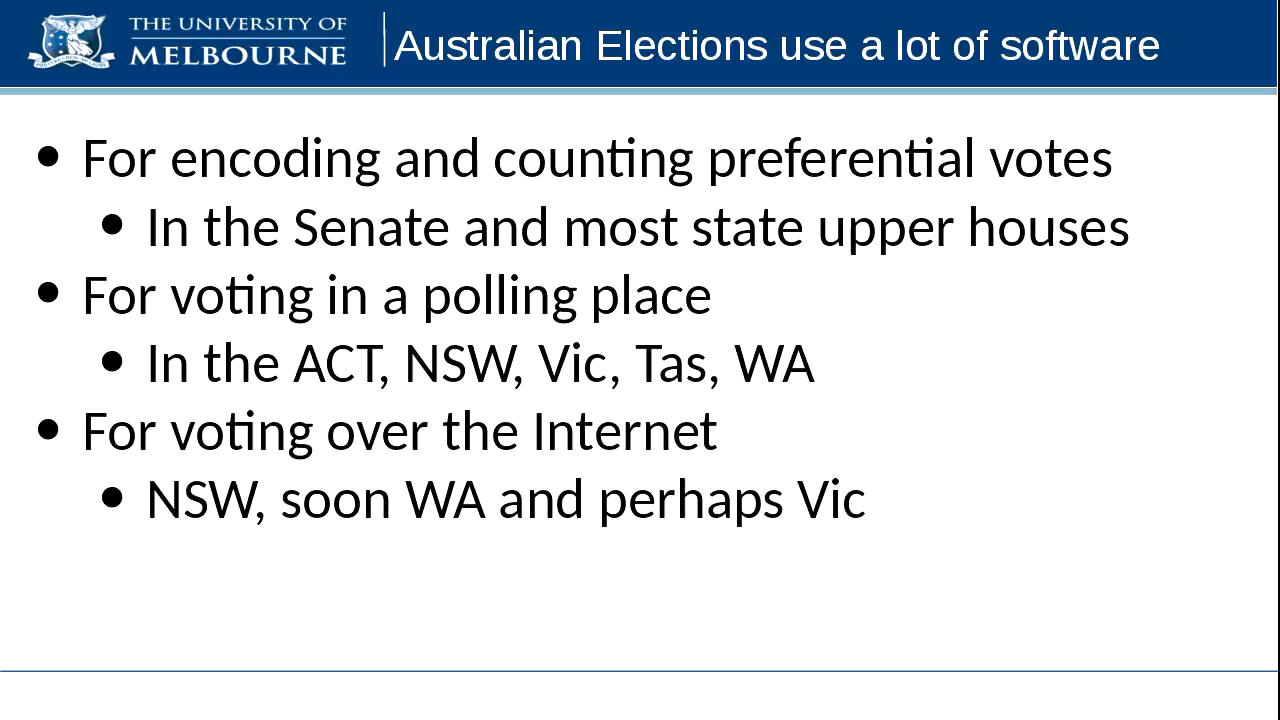 THE UNIVERSITY OF
MELBOURNE
Australian Elections use a lot of software
• For encoding and counting preferential votes
• In the Senate and most state upper houses
• For voting in a polling place
• In the ACT, NSW, Vic, Tas, WA
• For voting over the Internet
• NSW, soon WA and perhaps Vic